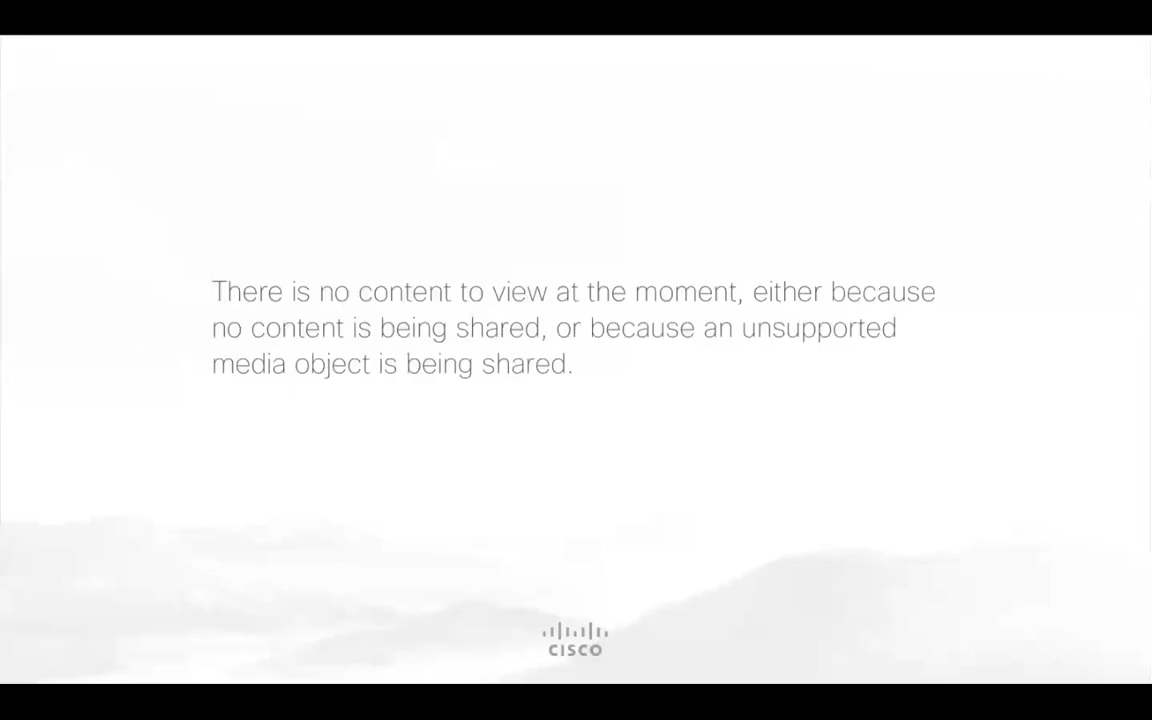 There is no content to view at the moment, either because
no content is being shared, or because an unsupported
media object is being shared.
CISCO